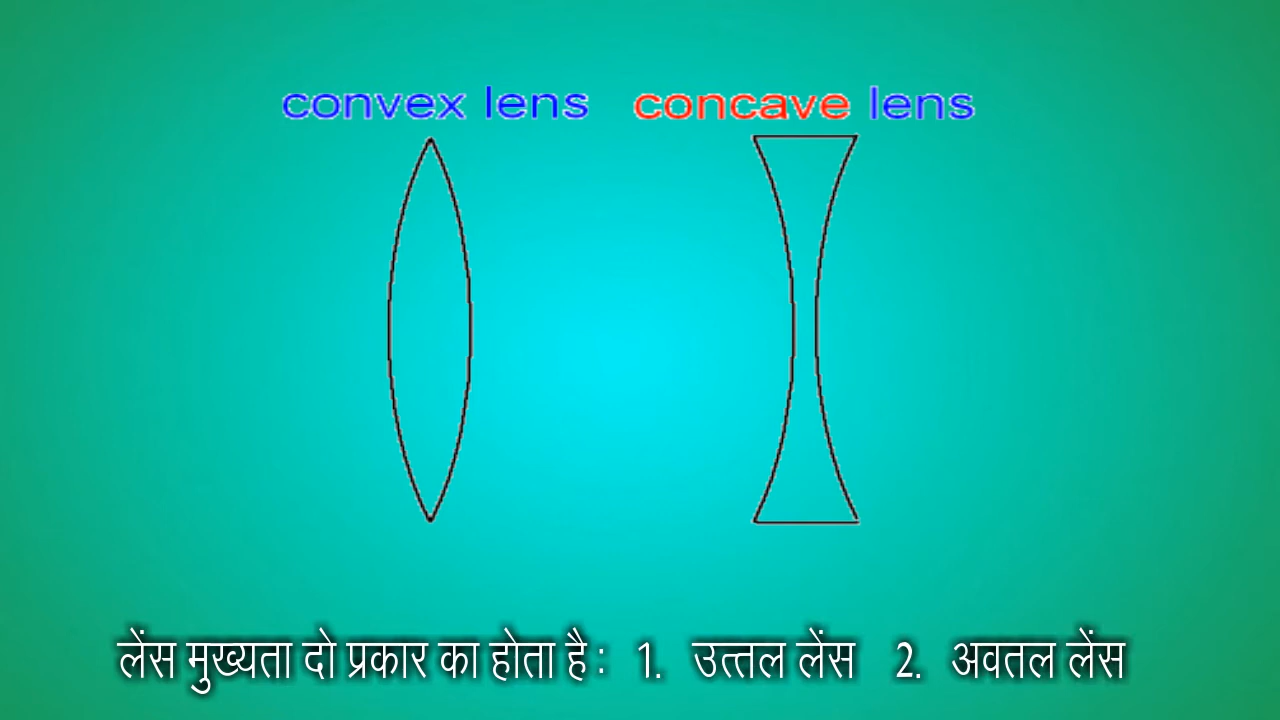 convex lens concave lens
लेंस मुख्यता दो प्रकार का होता है : 1. उत्तल लेंस 2. अवतल लेंस